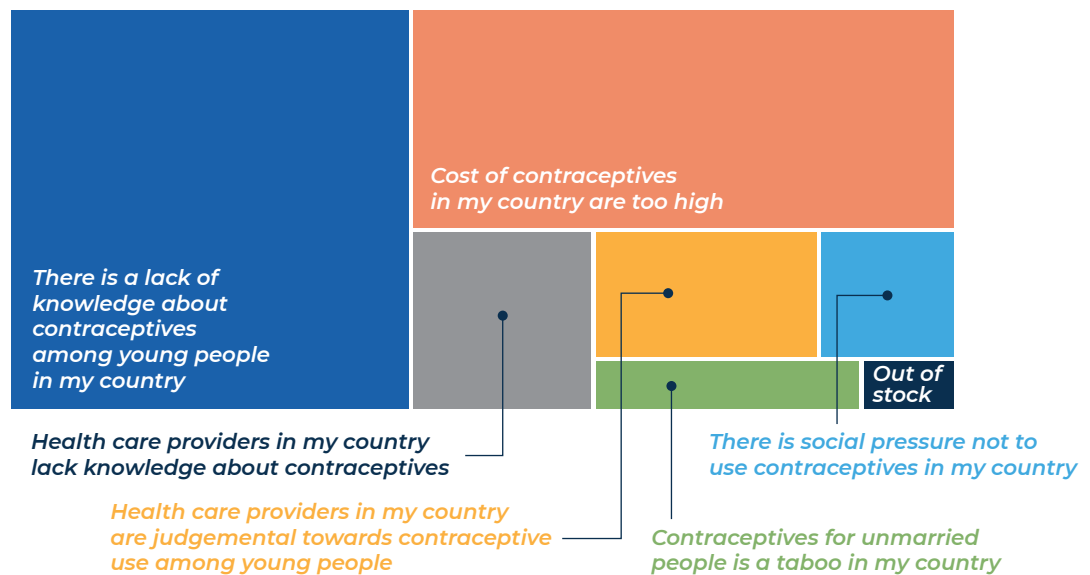 Cost of contraceptives
in my country are too high
There is a lack of
knowledge about
contraceptives
among young people
in my country
Out of
stock
Health care providers in my country
lack knowledge about contraceptives
There is social pressure not to
use contraceptives in my country
Health care providers in my country
are judgemental towards contraceptive
use among young people
Contraceptives for unmarried
people is a taboo in my country